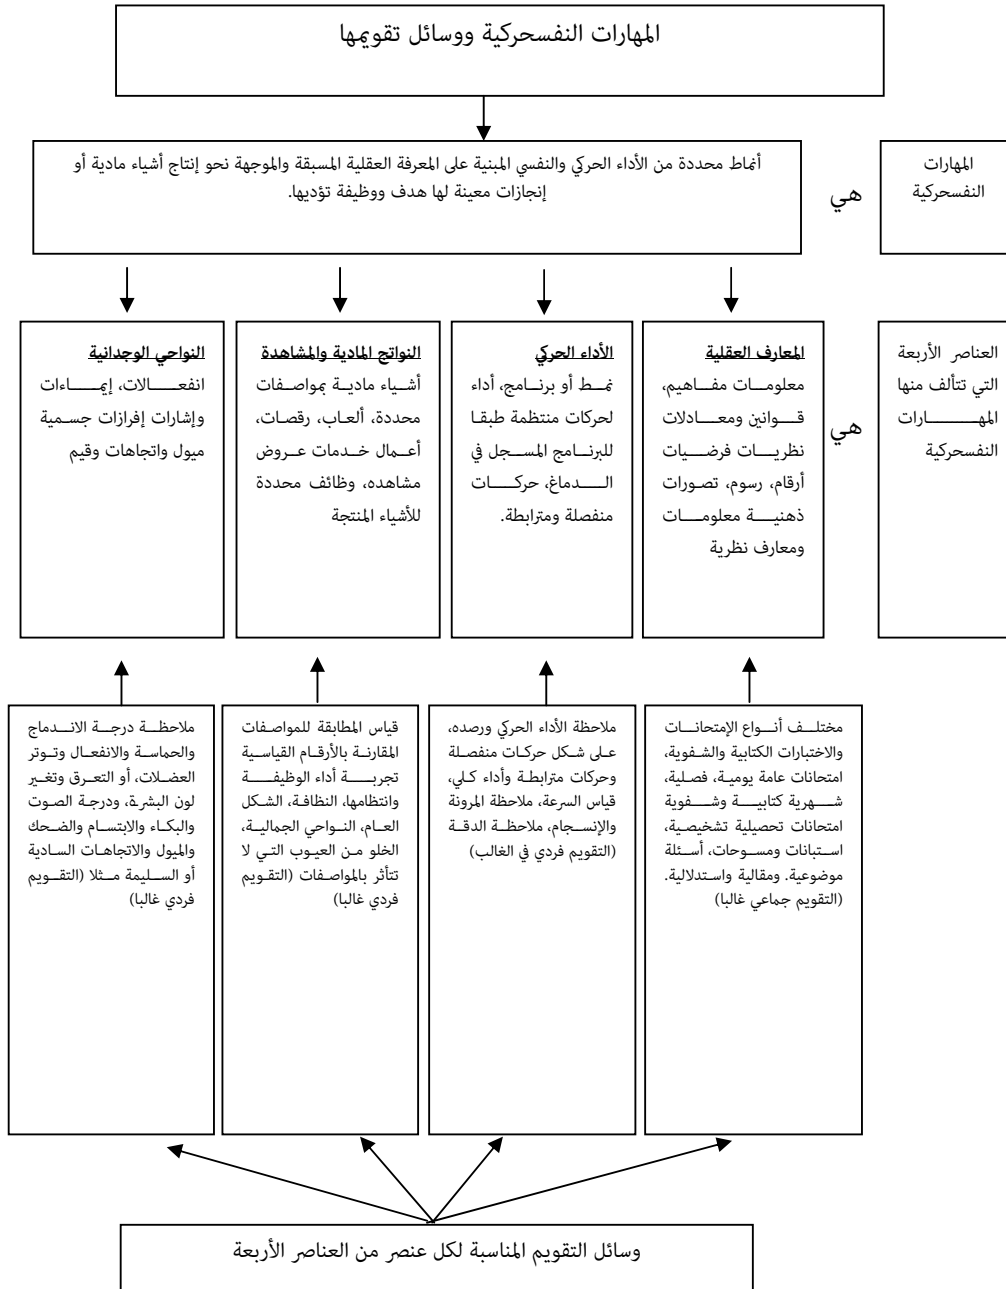 المهارات النفسحركية ووسائل تقويمها
المهارات
النفسحركية
هي
أنماط محددة من الأداء الحركي والنفسي المبنية على المعرفة العقلية المسبقة والموجهة نحو إنتاج أشياء مادية أو
إنجازات معينة لها هدف ووظيفة تؤديها.
العناصر الأربعة
التي تتألف منها
المهارات
النفسحركية
هي
المعارف العقلية
معلومات مفاهيم،
قوانين ومعادلات
نظريات فرضيات
أرقام، رسوم، تصورات
ذهنية معلومات
ومعارف نظرية
الأداء الحركي
نمط أو برنامج، أداء
لحركات منتظمة طبقا
للبرنامج المسجل في
الدماغ، حركات
منفصلة ومترابطة.
النواتج المادية والمشاهدة
أشياء مادية بمواصفات
محددة، ألعاب، رقصات،
أعمال خدمات عروض
مشاهده، وظائف محددة
للأشياء المنتجة
النواحي الوجدانية
انفعالات، إيماءات
وإشارات إفرازات جسمية
ميول واتجاهات وقيم
مختلف أنواع الإمتحانات
والاختبارات الكتابية والشفوية،
امتحانات عامة يومية، فصلية،
شهرية كتابية وشفوية
امتحانات تحصيلية تشخيصية،
استبانات ومسوحات، أسئلة
موضوعية. ومقالية واستدلالية.
(التقويم جماعي غالبا)
ملاحظة الأداء الحركي ورصده،
على شكل حركات منفصلة
وحركات مترابطة وأداء كلي،
قياس السرعة، ملاحظة المرونة
والإنسجام، ملاحظة الدقة
(التقويم فردي في الغالب)
قياس المطابقة للمواصفات
المقارنة بالأرقام القياسية
تجربة أداء الوظيفة
وانتظامها، النظافة، الشكل
العام، النواحي الجمالية،
الخلو من العيوب التي لا
تتأثر بالمواصفات (التقويم
فردي غالبا)
ملاحظة درجة الاندماج
والحماسة والانفعال وتوتر
العضلات، أو التعرق وتغير
لون البشرة، ودرجة الصوت
والبكاء والابتسام والضحك
والميول والاتجاهات السادية
أو السليمة مثلا (التقويم
فردي غالبا)
وسائل التقويم المناسبة لكل عنصر من العناصر الأربعة